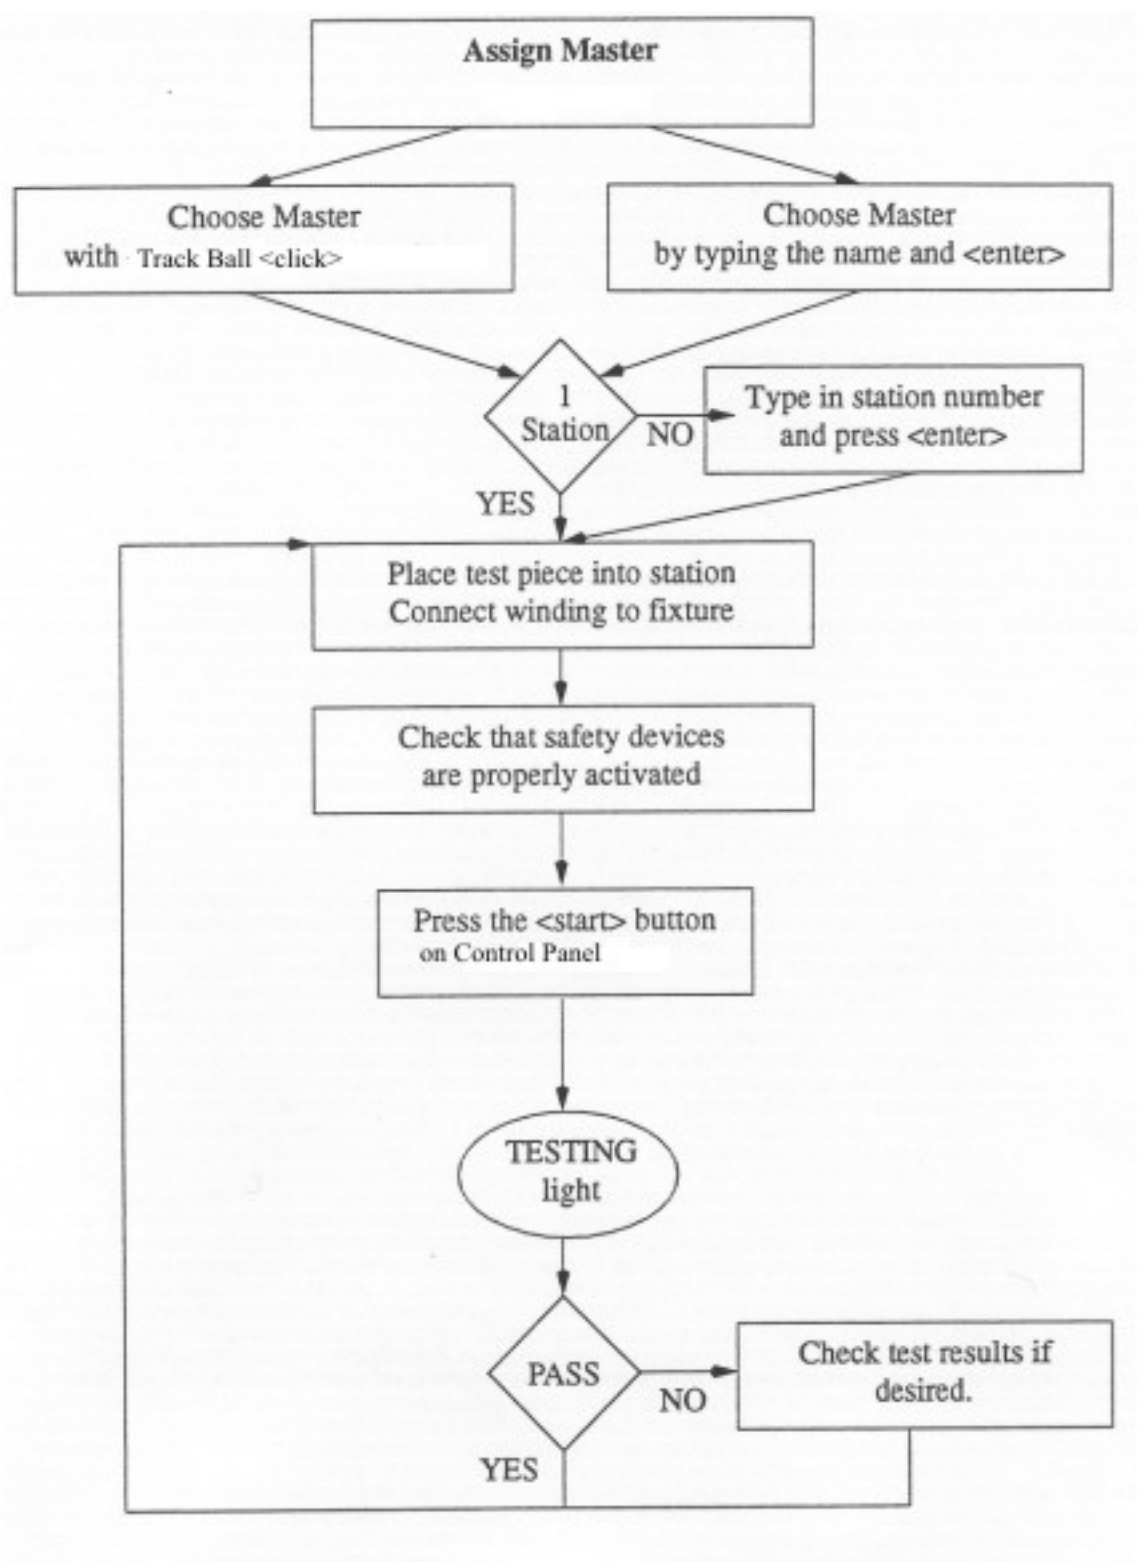 Assign Master
Choose Master
with Track Ball <click>
Choose Master
by typing the name and <enter>
1
Station
NO
Type in station number
and press <enter>
YES
Place test piece into station
Connect winding to fixture
Check that safety devices
are properly activated
Press the <start> button
on Control Panel
TESTING
light
PASS
NO
Check test results if
desired.
YES